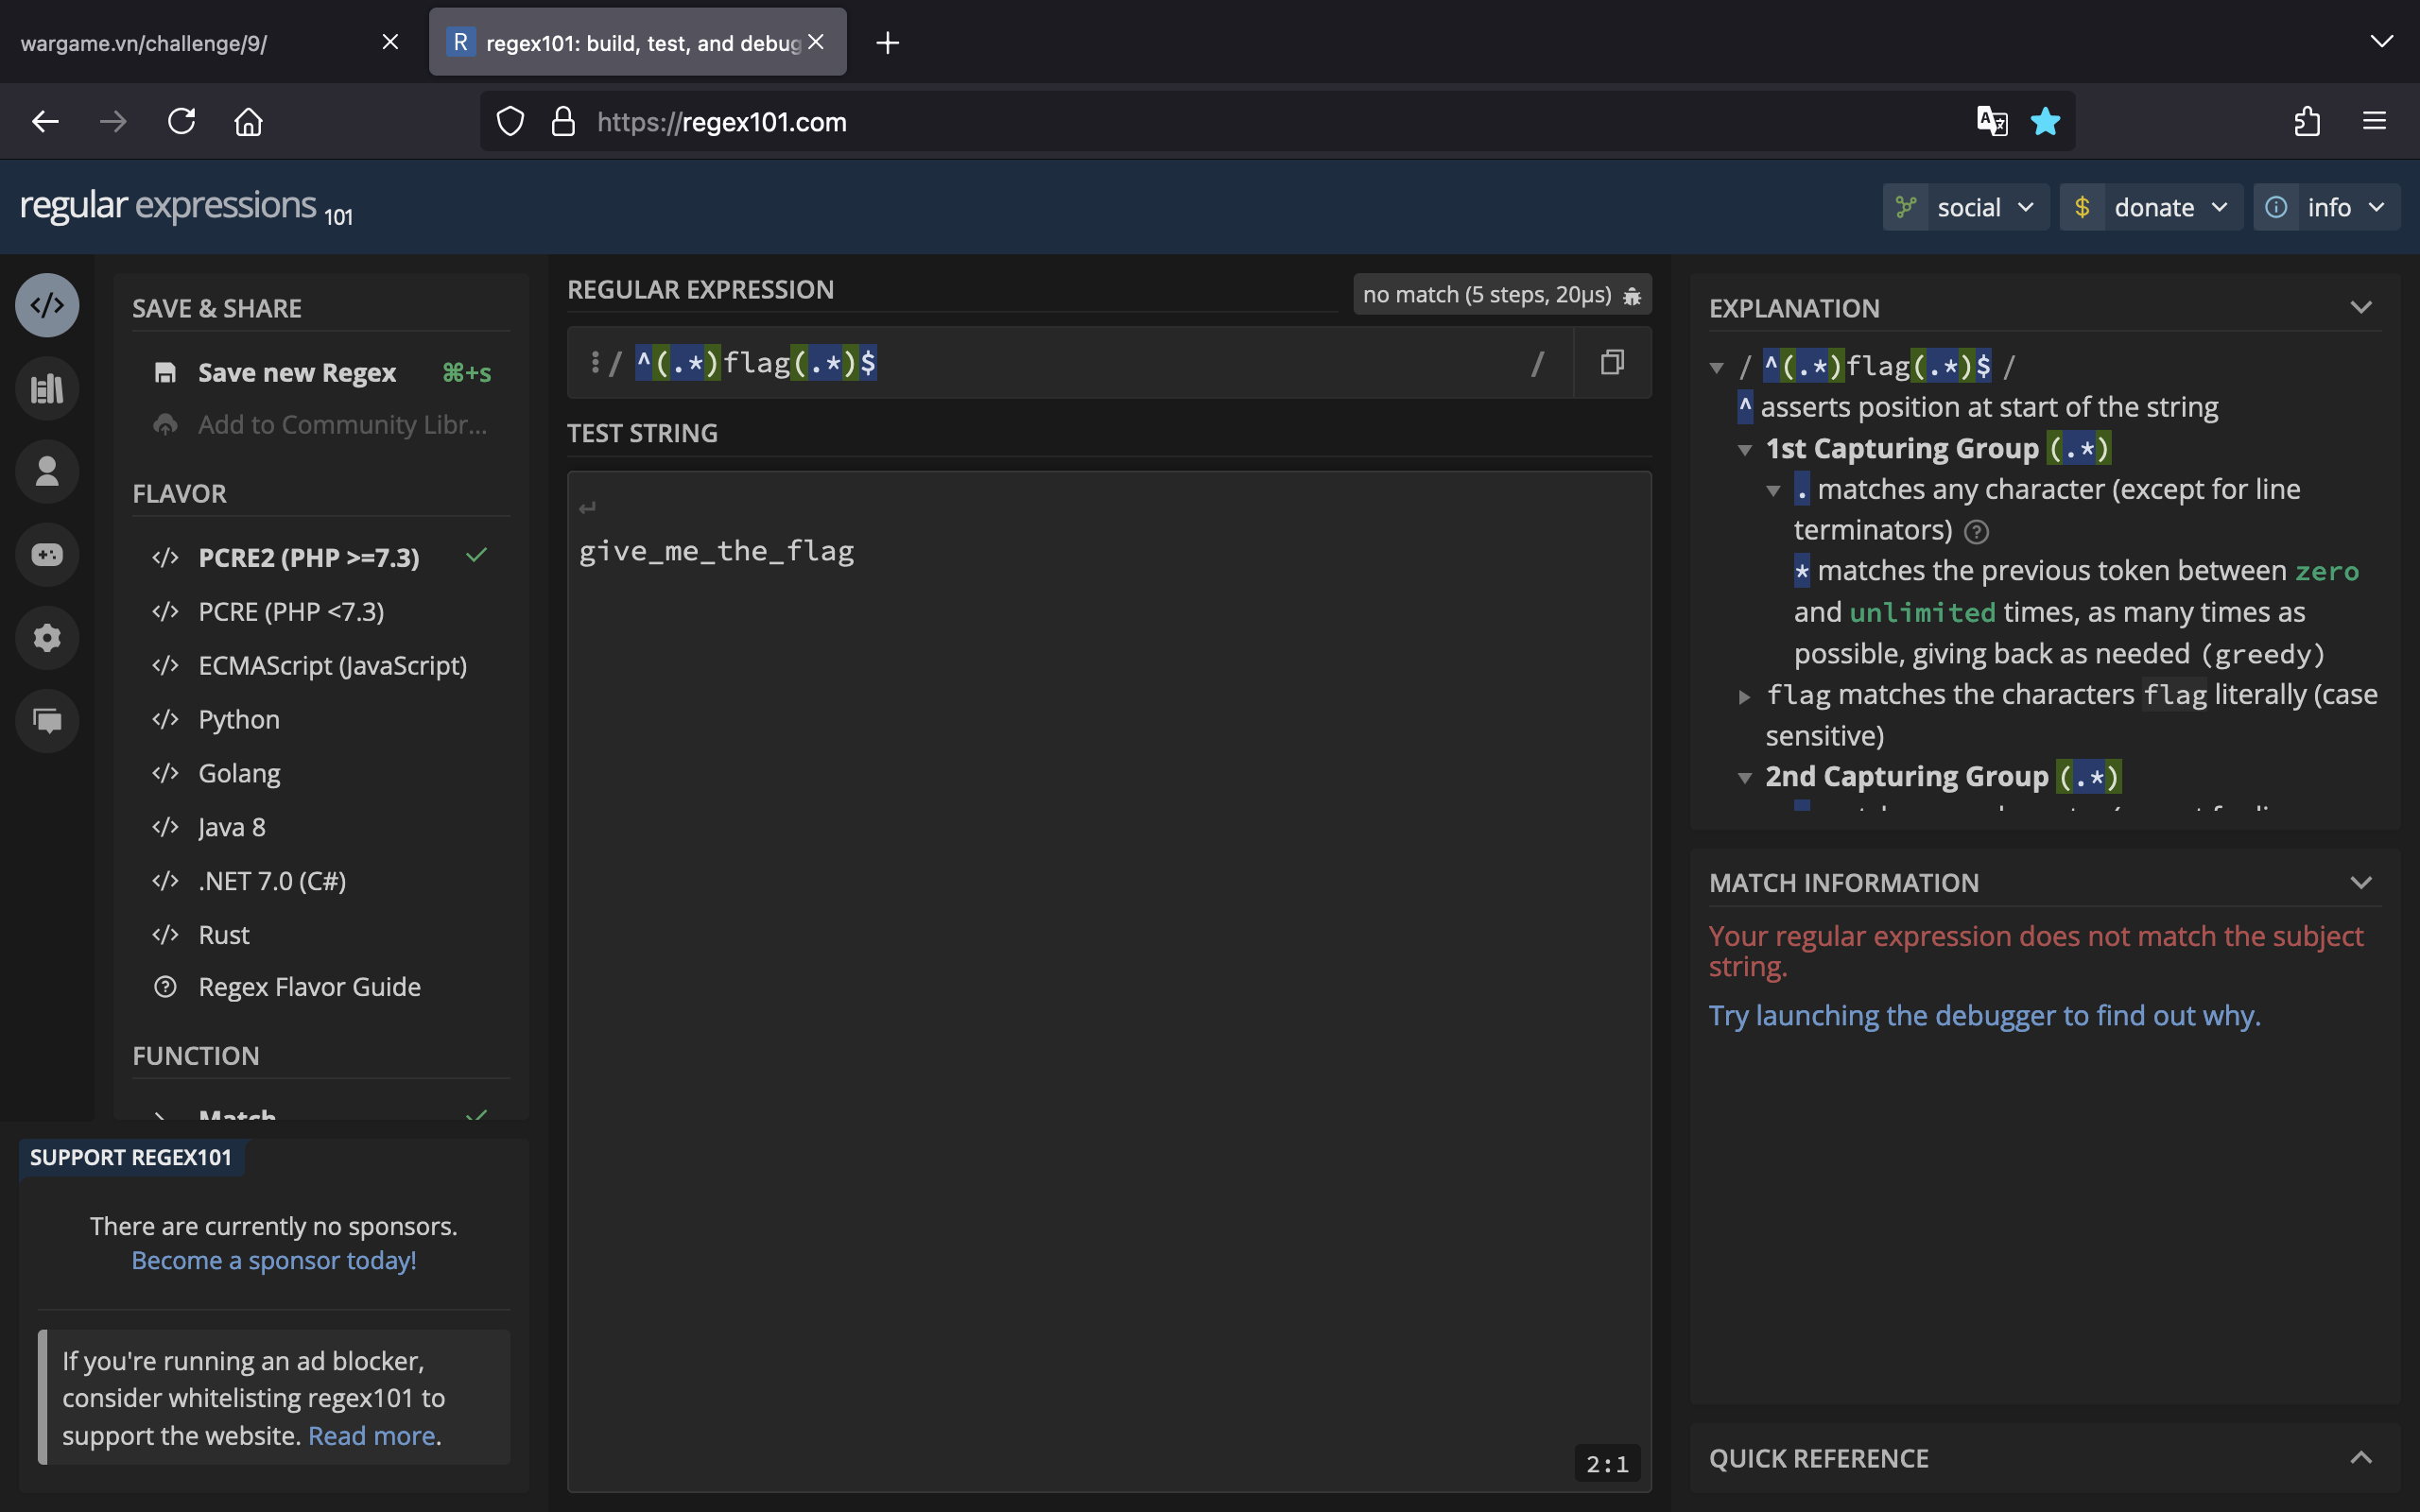 wargame.vn/challenge/9/
R regex101: build, test, and debug
https://regex101.com
regular expressions 101
social
$ donate
info
SAVE & SHARE
Save new Regex ⌘+s
Add to Community Libr...
FLAVOR
</> PCRE2 (PHP >=7.3)
</> PCRE (PHP <7.3)
</> ECMAScript (JavaScript)
</> Python
</> Golang
</> Java 8
</> .NET 7.0 (C#)
</> Rust
Regex Flavor Guide
FUNCTION
Match
SUPPORT REGEX101
There are currently no sponsors.
Become a sponsor today!
If you're running an ad blocker,
consider whitelisting regex101 to
support the website. Read more.
REGULAR EXPRESSION
no match (5 steps, 20μs)
/ ^(.*)flag(.*)$ /
TEST STRING
↵
give_me_the_flag
2:1
EXPLANATION
/ ^(.*)flag(.*)$ /
^ asserts position at start of the string
1st Capturing Group (.*)
. matches any character (except for line
terminators)
* matches the previous token between zero
and unlimited times, as many times as
possible, giving back as needed (greedy)
flag matches the characters flag literally (case
sensitive)
2nd Capturing Group (.*)
MATCH INFORMATION
Your regular expression does not match the subject
string.
Try launching the debugger to find out why.
QUICK REFERENCE